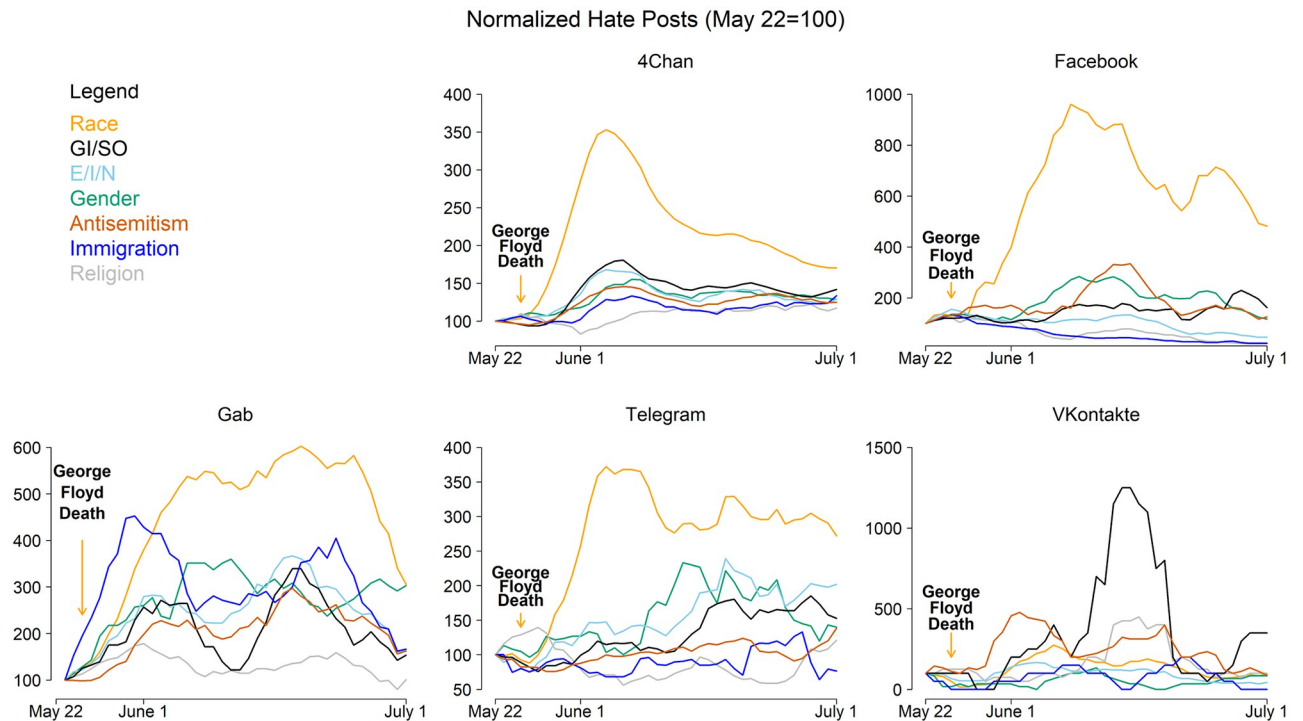 Normalized Hate Posts (May 22=100)
Legend
Race
GI/SO
E/I/N
Gender
Antisemitism
Immigration
Religion
4Chan
400
350
300
250
200
150
100
George
Floyd
Death
May 22
June 1
July 1
Facebook
1000
800
600
400
200
George
Floyd
Death
May 22
June 1
July 1
Gab
600
500
400
300
200
100
George
Floyd
Death
May 22
June 1
July 1
Telegram
400
350
300
250
200
150
100
50
George
Floyd
Death
May 22
June 1
July 1
VKontakte
1500
1000
500
0
George
Floyd
Death
May 22
June 1
July 1